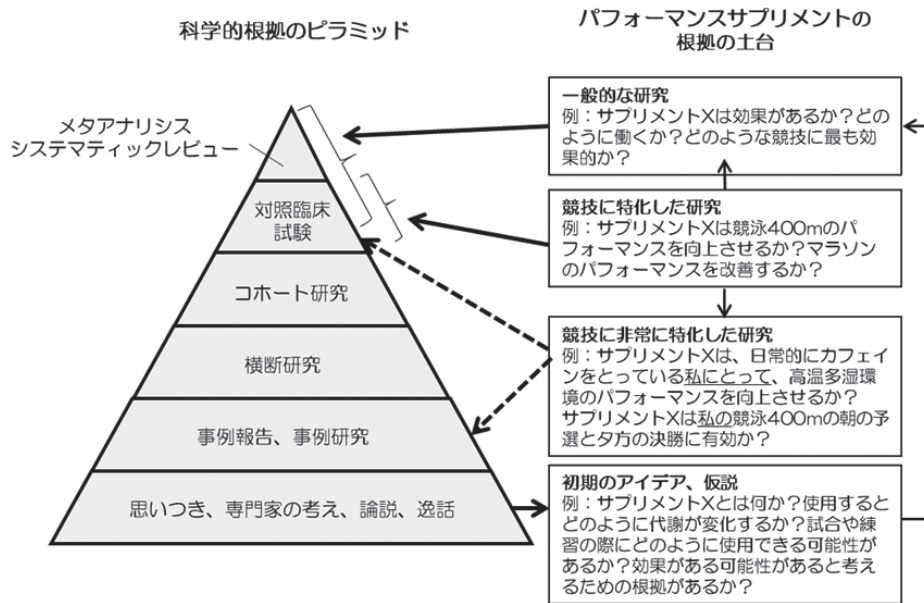 科学的根拠のピラミッド
パフォーマンスサプリメントの
根拠の土台
メタアナリシス
システマティックレビュー
対照臨床
試験
コホート研究
横断研究
事例報告、事例研究
思いつき、専門家の考え、論説、逸話
一般的な研究
例：サプリメントXは効果があるか？どの
ように働くか？どのような競技に最も効
果的か？
競技に特化した研究
例：サプリメントXは競泳400mのパ
フォーマンスを向上させるか？マラソン
のパフォーマンスを改善するか？
競技に非常に特化した研究
例：サプリメントXは、日常的にカフェイ
ンをとっている私にとって、高温多湿環
境のパフォーマンスを向上させるか？
サプリメントXは私の競泳400mの朝の予
選と夕方の決勝に有効か？
初期のアイデア、仮説
例：サプリメントXとは何か？使用すると
どのように代謝が変化するか？試合や練
習の際にどのように使用できる可能性が
あるか？効果がある可能性があると考え
るための根拠があるか？